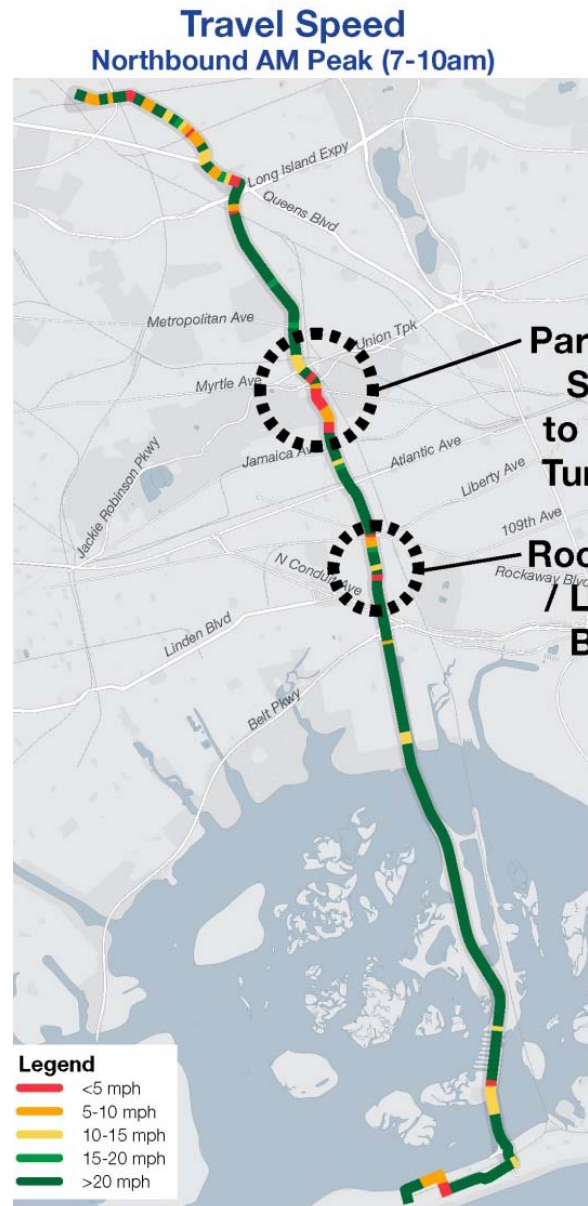 Travel Speed
Northbound AM Peak (7-10am)
Long Island Expy
Queens Blvd
Metropolitan Ave
Union Tpk
Par
Myrtle Ave
S
to
Jamaica Av
Atlantic Ave
Tur
Jackie Robinson Pkwy
Liberty Ave
109th Ave
Roc
N Conduit Ave
Rockaway Blvd
/ L
Linden Blvd
B
Belt Pkwy
Legend
<5 mph
5-10 mph
10-15 mph
15-20 mph
>20 mph